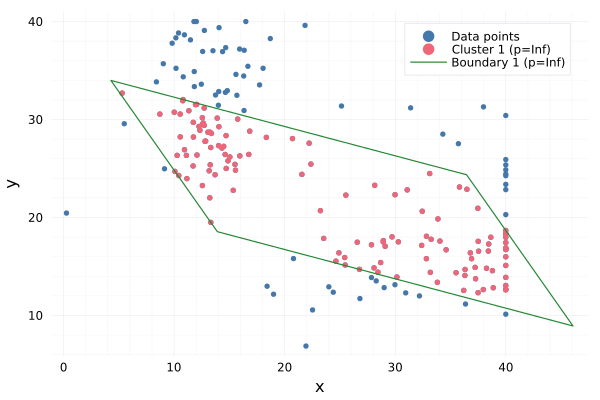 40
Data points
Cluster 1 (p=Inf)
Boundary 1 (p=Inf)
30
y
20
10
0 10 20 30 40
x